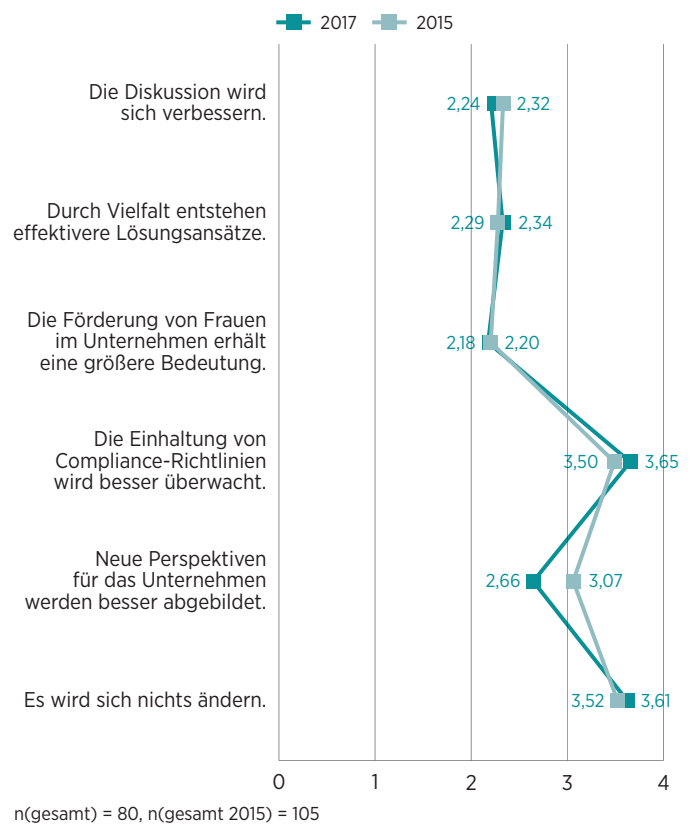 2017 2015
Die Diskussion wird
sich verbessern.
2,24 2,32
Durch Vielfalt entstehen
effektivere Lösungsansätze.
2,29 2,34
Die Förderung von Frauen
im Unternehmen erhält
eine größere Bedeutung.
2,18 2,20
Die Einhaltung von
Compliance-Richtlinien
wird besser überwacht.
3,50 3,65
Neue Perspektiven
für das Unternehmen
werden besser abgebildet.
2,66 3,07
Es wird sich nichts ändern.
3,52 3,61
0 1 2 3 4
n(gesamt) = 80, n(gesamt 2015) = 105